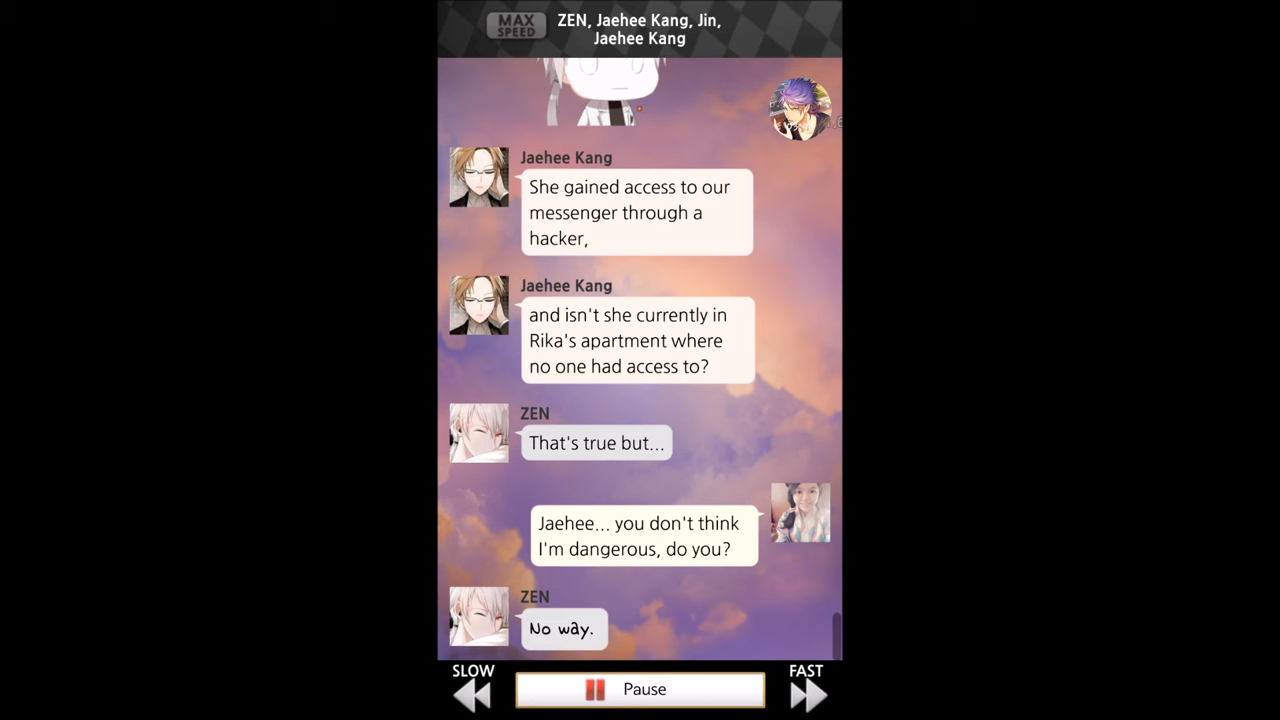 MAX
SPEED
ZEN, Jaehee Kang, Jin,
Jaehee Kang
Jaehee Kang
She gained access to our
messenger through a
hacker,
Jaehee Kang
and isn't she currently in
Rika's apartment where
no one had access to?
ZEN
That's true but...
Jaehee... you don't think
I'm dangerous, do you?
ZEN
No way.
SLOW
Pause
FAST